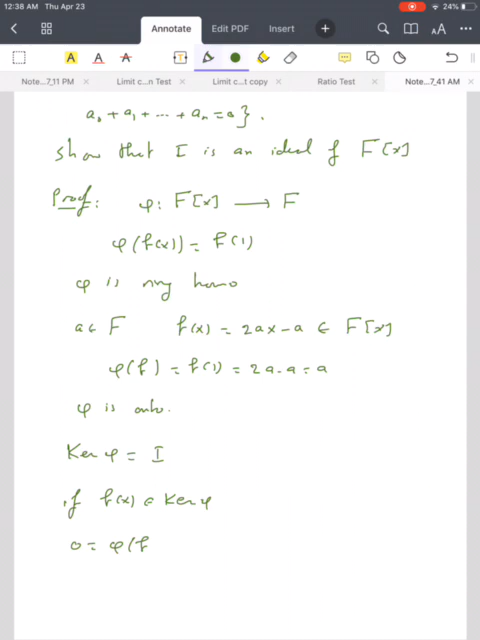 12:38 AM Thu Apr 23
24%
Annotate Edit PDF Insert
Note...7_11 PM Limit c...n Test Limit c...t copy Ratio Test Note...7_41 AM
a₀ + a₁ + ... + aₙ = 0 }.
Show that I is an ideal of F[x]
Proof: φ: F[x] ⟶ F
φ(f(x)) = f(1)
φ is ring homo
a ∈ F f(x) = 2ax - a ∈ F[x]
φ(f) = f(1) = 2a - a = a
φ is onto.
Ker φ = I
if f(x) ∈ Ker φ
0 = φ(f